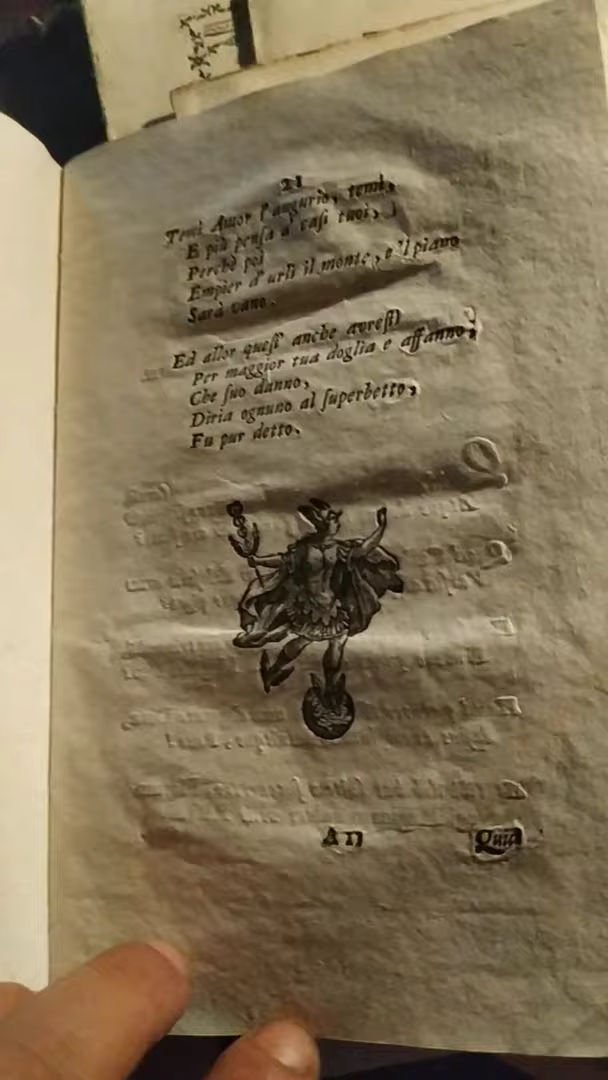 21
Temi Amor l'augurio, temi,
E più pensa a' casi tuoi,
Perchè poi
Empier d'urli il monte, e'l piano
Sarà vano.
Ed allor quest' anche avresti
Per maggior tua doglia e affanno,
Che suo danno,
Diria ognuno al superbetto,
Fu pur detto.
A 11